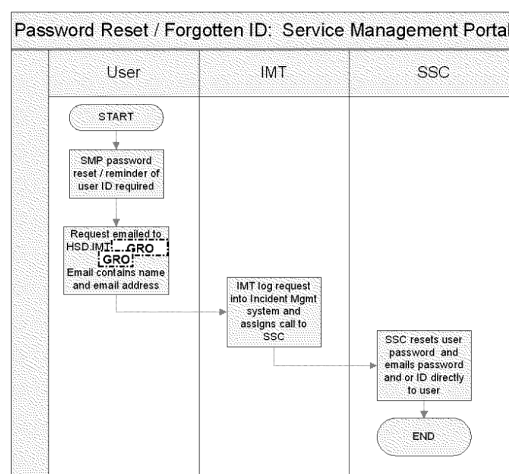 Password Reset / Forgotten ID: Service Management Portal
User
IMT
SSC
START
SMP password
reset / reminder of
user ID required
Request emailed to
HSD.IMT GRO
GRO
Email contains name
and email address
IMT log request
into Incident Mgmt
system and
assigns call to
SSC
SSC resets user
password and
emails password
and or ID directly
to user
END